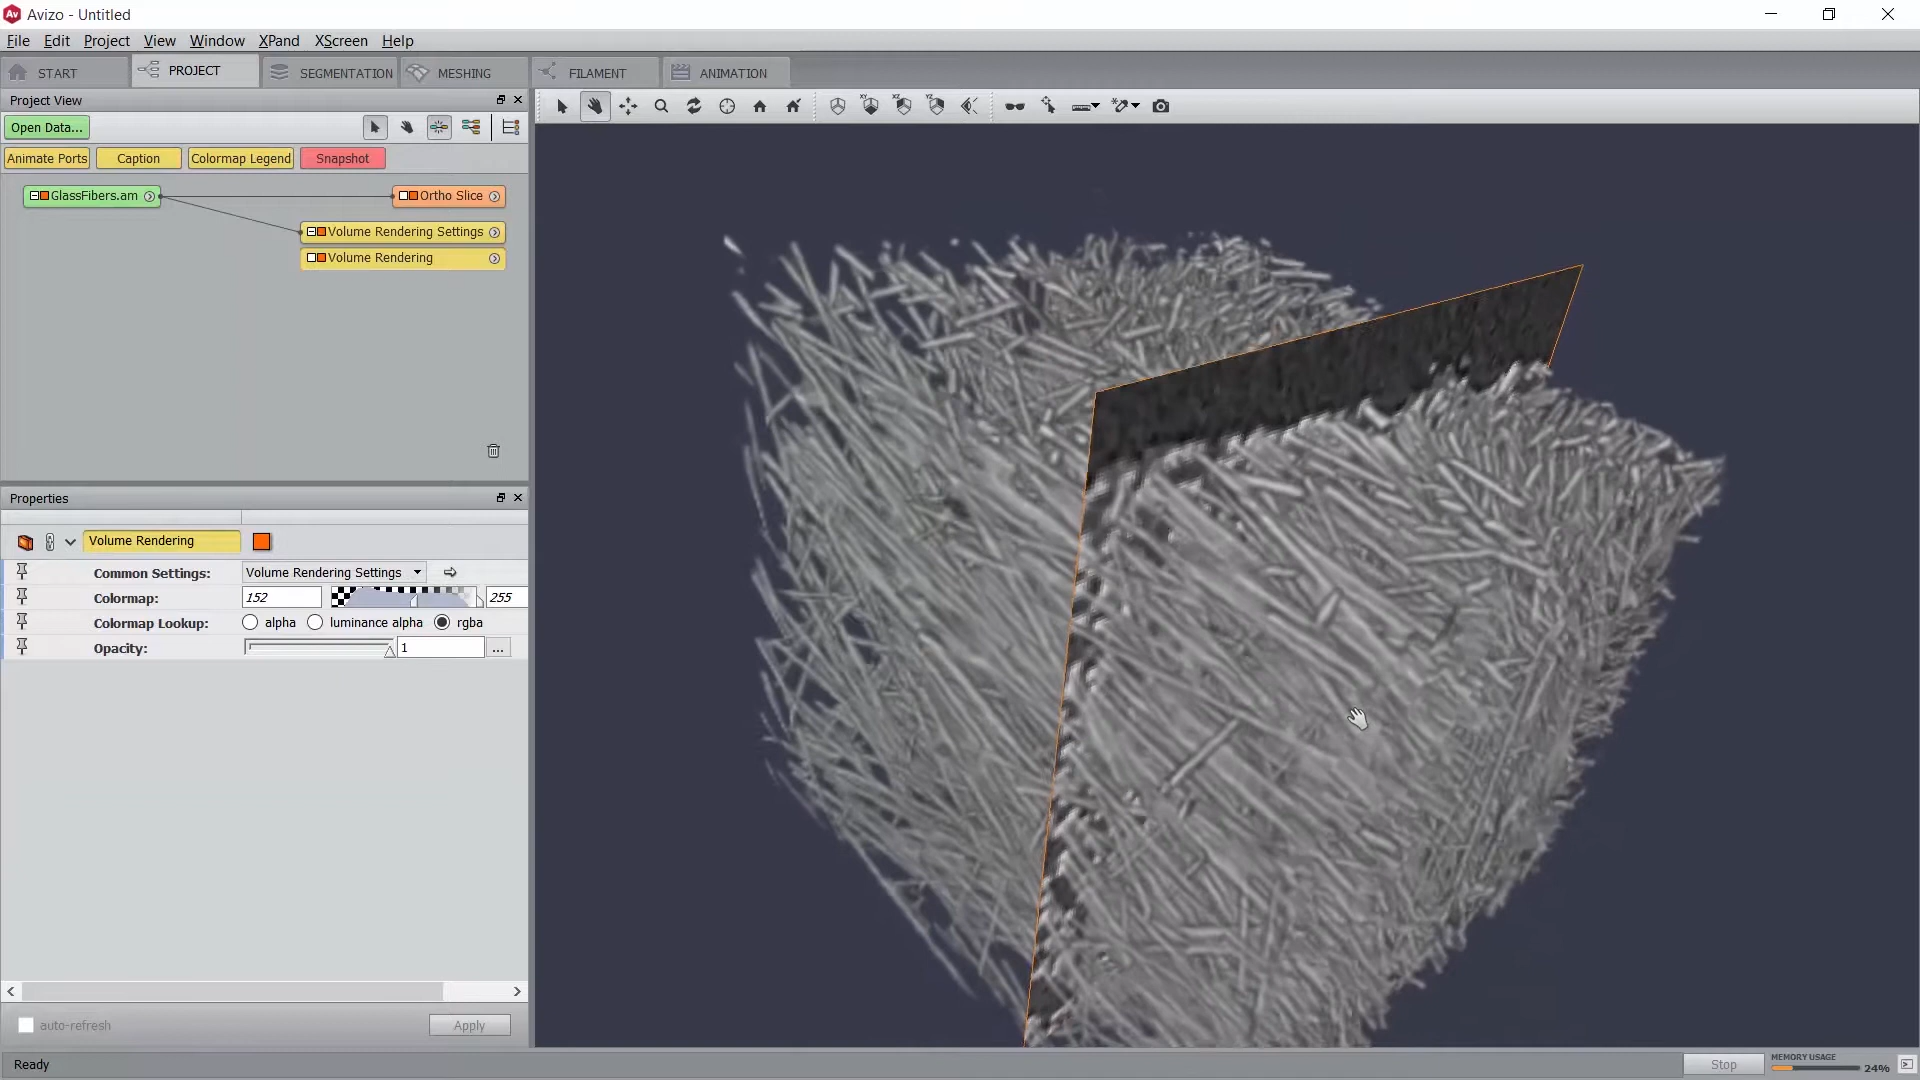 Avizo - Untitled
File Edit Project View Window XPand XScreen Help
START PROJECT SEGMENTATION MESHING FILAMENT ANIMATION
Project View
Open Data...
Animate Ports Caption Colormap Legend Snapshot
GlassFibers.am Ortho Slice
Volume Rendering Settings
Volume Rendering
XY XZ YZ
Properties
Volume Rendering
Common Settings: Volume Rendering Settings
Colormap: 152 255
Colormap Lookup: alpha luminance alpha rgba
Opacity: 1 ...
auto-refresh Apply
Ready Stop MEMORY USAGE 24%